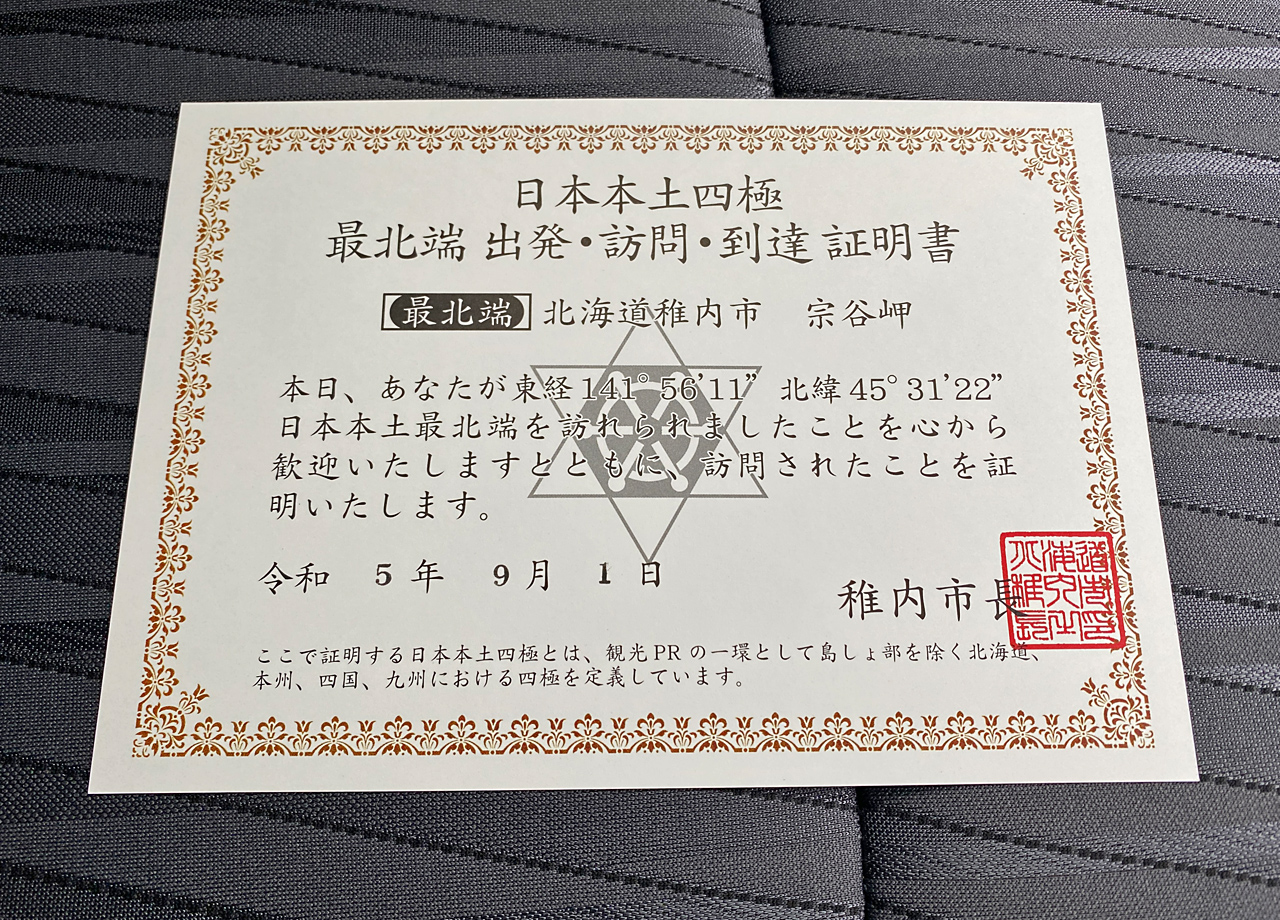 日本本土四極
最北端 出発・訪問・到達 証明書
最北端 北海道稚内市 宗谷岬
本日、あなたが東経141°56’11” 北緯45°31’22”
日本本土最北端を訪れられましたことを心から
歓迎いたしますとともに、訪問されたことを証
明いたします。
令和 5 年 9 月 1 日
稚内市長
ここで証明する日本本土四極とは、観光PRの一環として島しょ部を除く北海道、
本州、四国、九州における四極を定義しています。